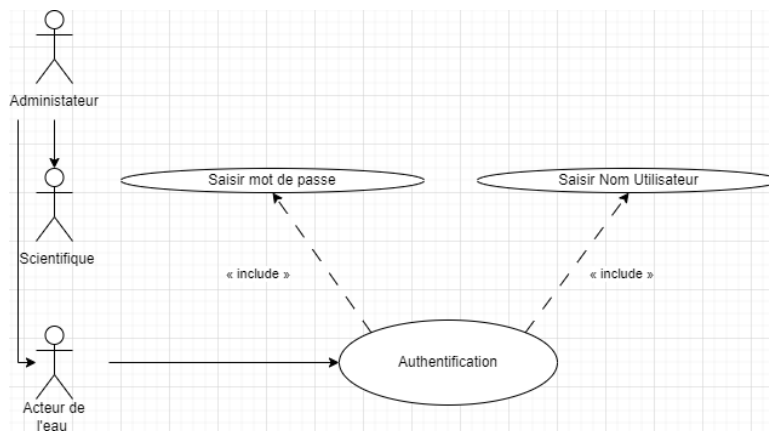 Administateur
Saisir mot de passe
Saisir Nom Utilisateur
Scientifique
« include »
« include »
Authentification
Acteur de
l'eau